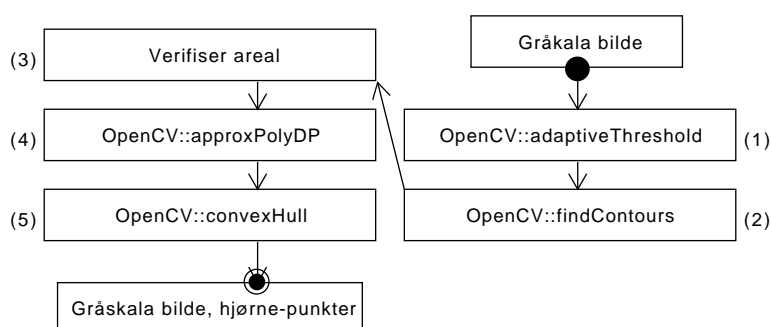 Gråkala bilde
(3)
Verifiser areal
(4)
OpenCV::approxPolyDP
OpenCV::adaptiveThreshold
(1)
(5)
OpenCV::convexHull
OpenCV::findContours
(2)
Gråskala bilde, hjørne-punkter